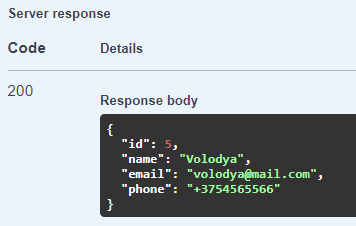 Server response
Code Details
200
Response body
{
"id": 5,
"name": "Volodya",
"email": "volodya@mail.com",
"phone": "+3754565566"
}